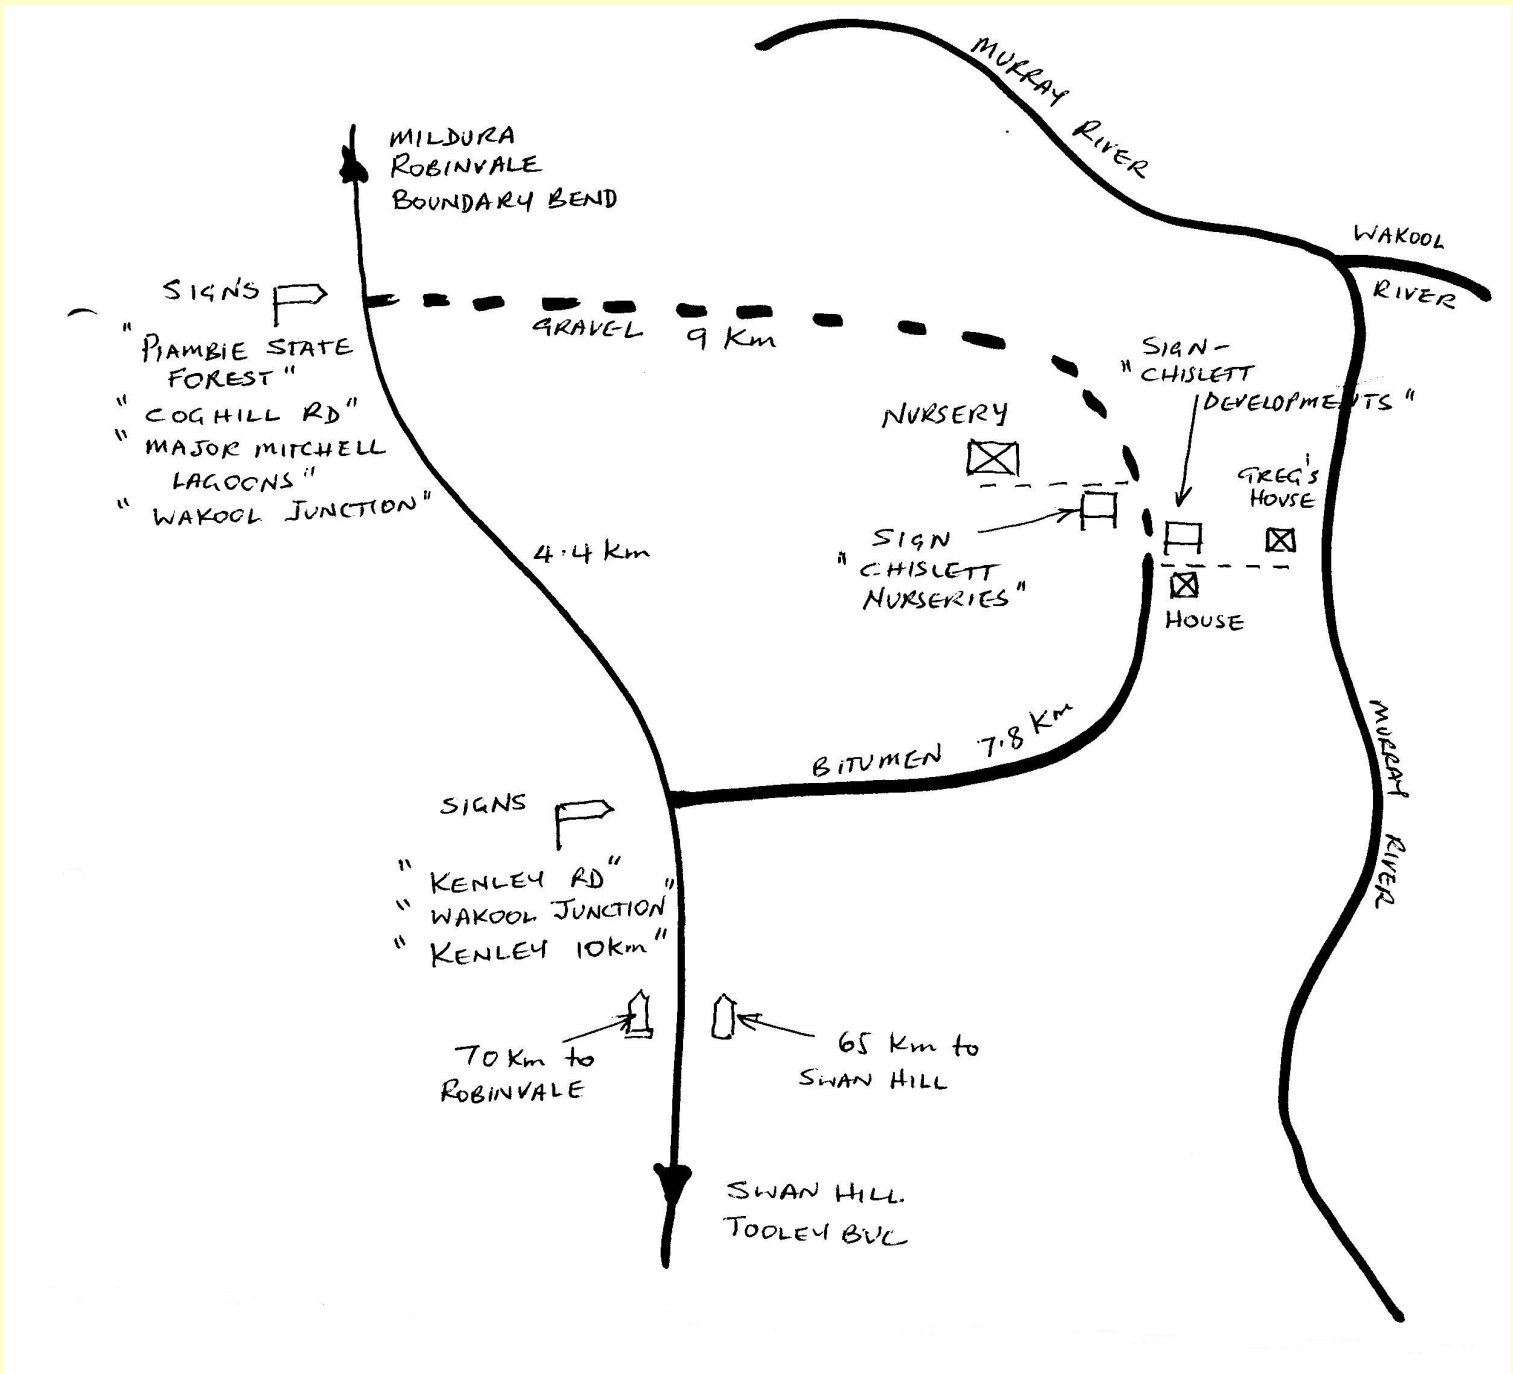 MURRAY RIVER
MILDURA
ROBINVALE
BOUNDARY BEND
WAKOOL
RIVER
SIGNS
"PIAMBIE STATE
FOREST"
"COGHILL RD"
"MAJOR MITCHELL
LAGOONS"
"WAKOOL JUNCTION"
GRAVEL 9 Km
SIGN-
"CHISLETT
DEVELOPMENTS"
NURSERY
GREG'S
HOUSE
SIGN
"CHISLETT
NURSERIES"
HOUSE
4.4 Km
BITUMEN 7.8 Km
MURRAY RIVER
SIGNS
"KENLEY RD"
"WAKOOL JUNCTION"
"KENLEY 10Km"
70 Km to
ROBINVALE
65 Km to
SWAN HILL
SWAN HILL.
TOOLEY BUC